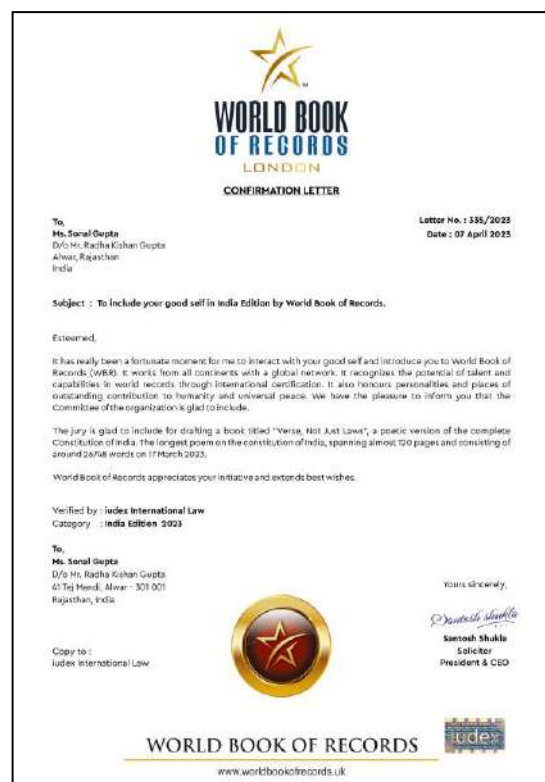 WORLD BOOK
OF RECORDS
LONDON
CONFIRMATION LETTER
To,
Ms. Sonal Gupta
D/o Mr. Radha Kishan Gupta
Alwar, Rajasthan
India
Letter No. : 335/2023
Date : 07 April 2023
Subject : To include your good self in India Edition by World Book of Records.
Esteemed,
It has really been a fortunate moment for me to interact with your good self and introduce you to World Book of
Records (WBR). It works from all continents with a global network. It recognizes the potential of talent and
capabilities in world records through international certification. It also honours personalities and places of
outstanding contribution to humanity and universal peace. We have the pleasure to inform you that the
Committee of the organization is glad to include.
The jury is glad to include for drafting a book titled "Verse, Not Just Laws", a poetic version of the complete
Constitution of India. The longest poem on the constitution of India, spanning almost 120 pages and consisting of
around 26748 words on 17 March 2023.
World Book of Records appreciates your initiative and extends best wishes.
Verified by : iudex International Law
Category : India Edition 2023
To,
Ms. Sonal Gupta
D/o Mr. Radha Kishan Gupta
41 Tej Mandi, Alwar - 301 001
Rajasthan, India
Copy to :
iudex International Law
Yours sincerely,
Santosh Shukla
Santosh Shukla
Solicitor
President & CEO
iudex
WORLD BOOK OF RECORDS
www.worldbookofrecords.uk